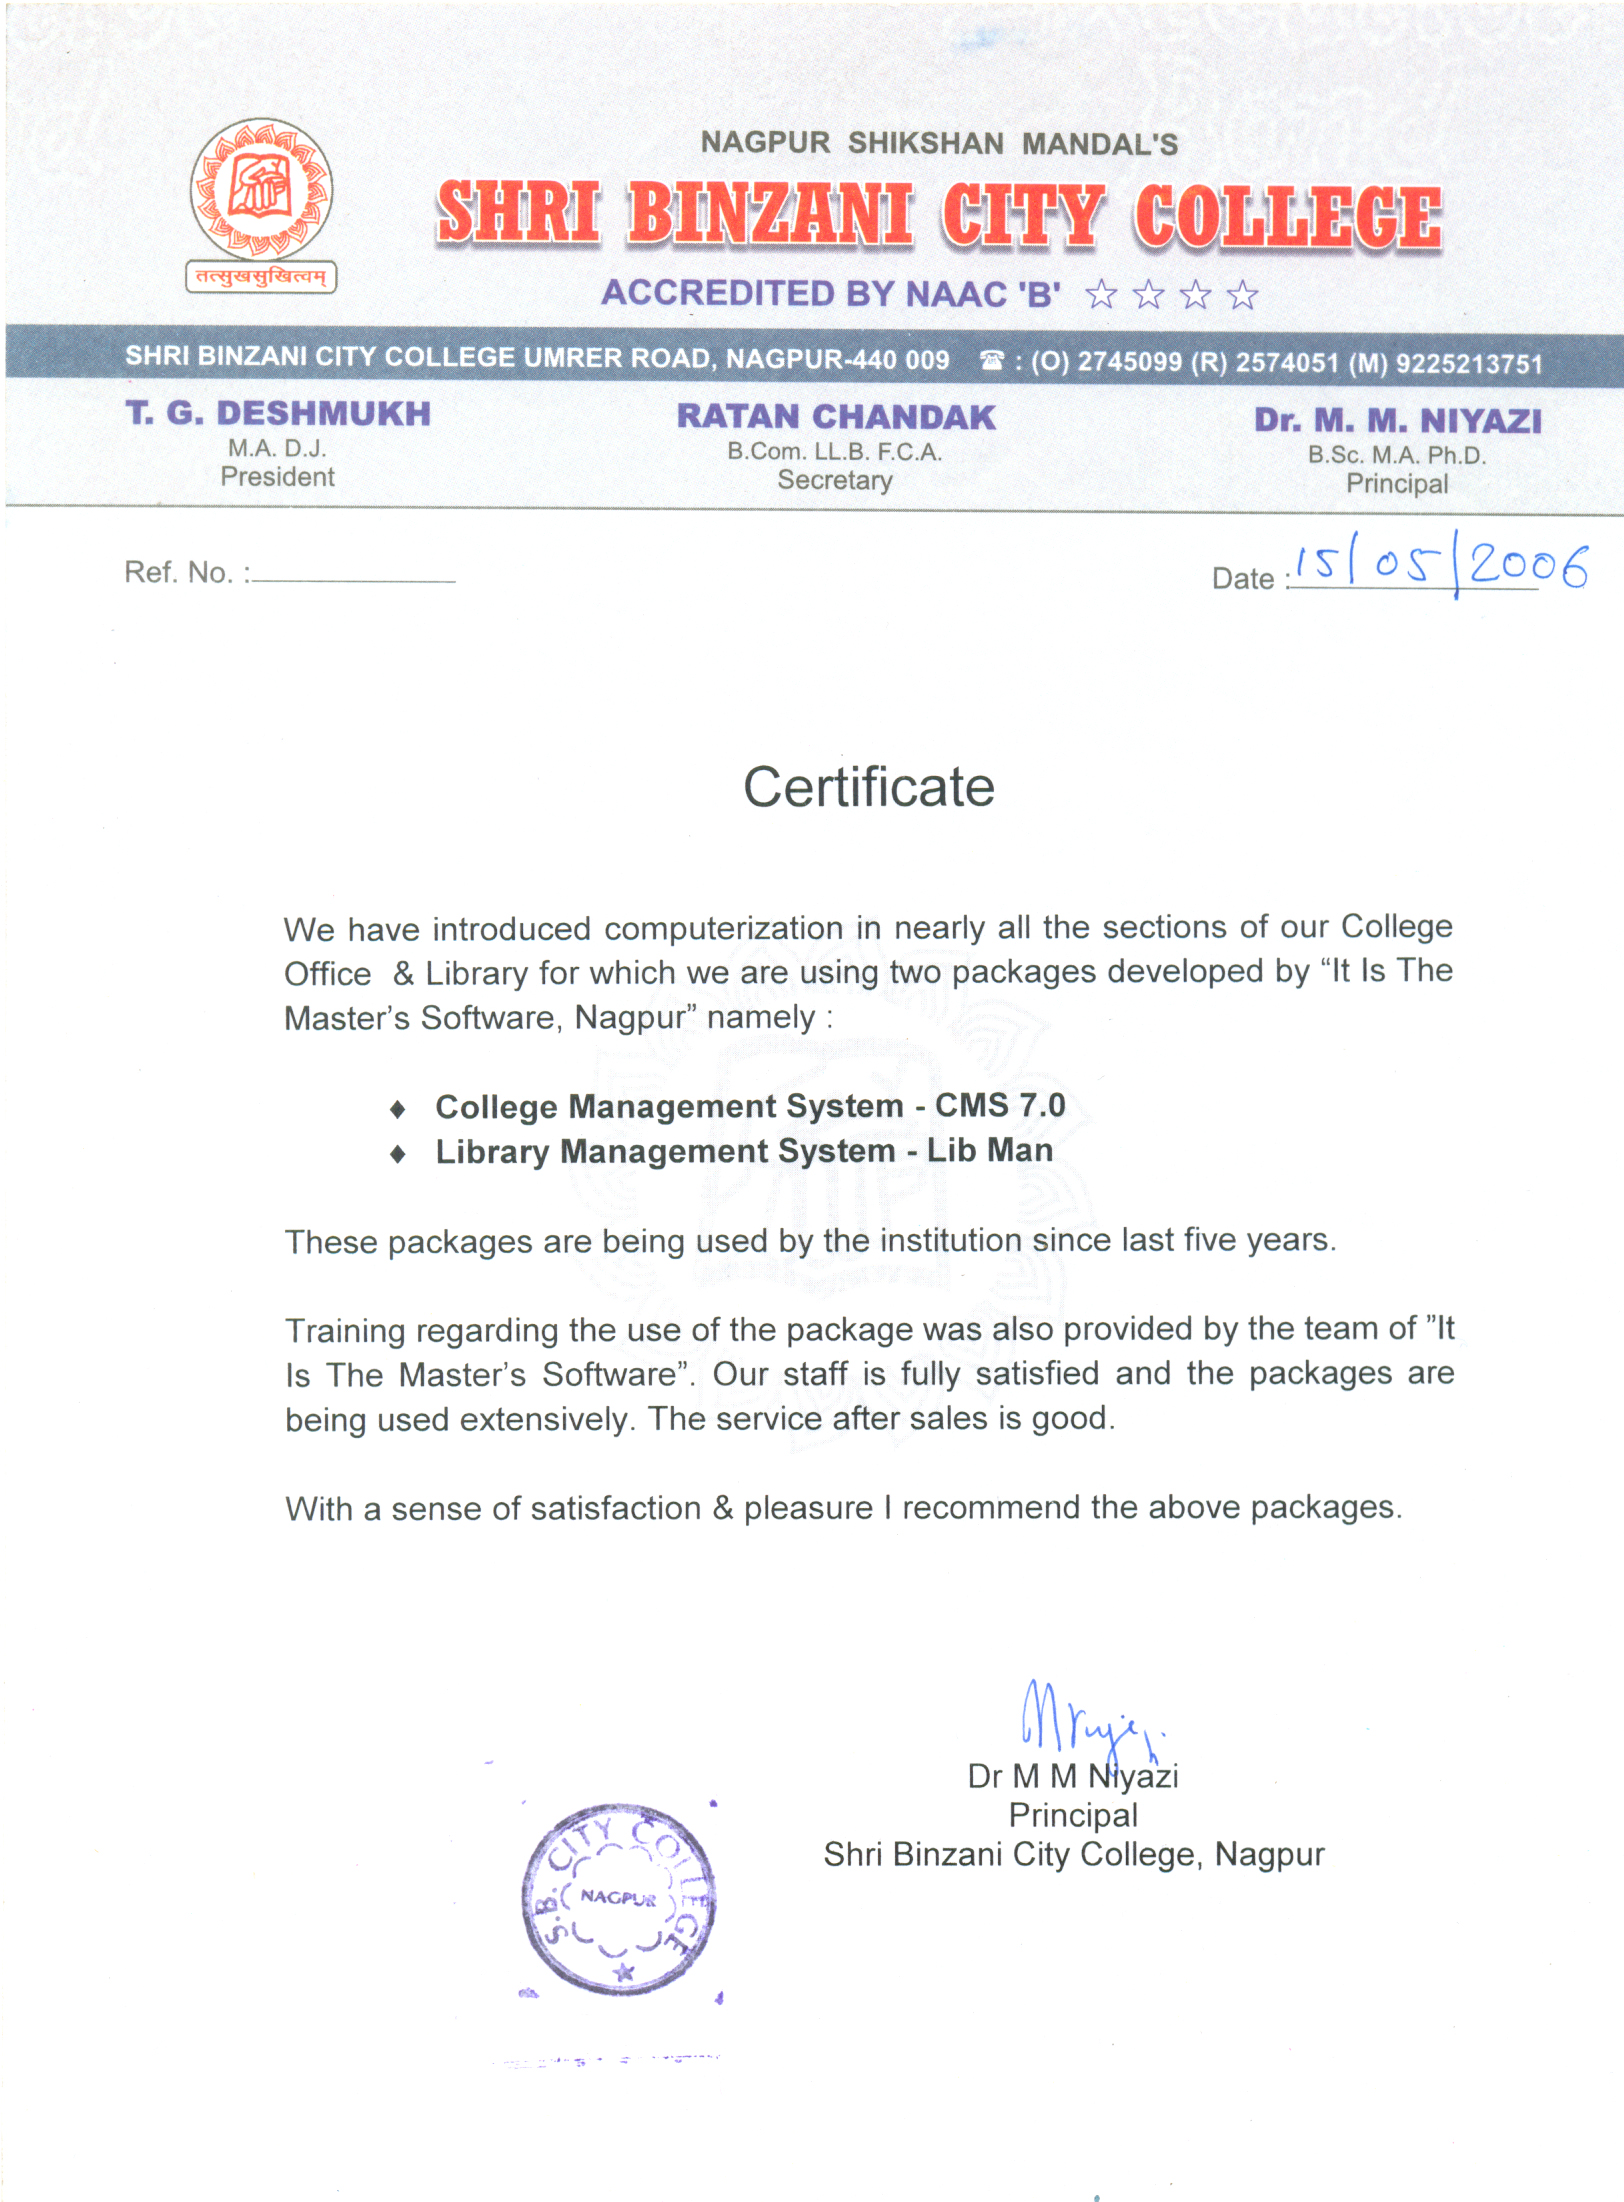 NAGPUR SHIKSHAN MANDAL'S
SHRI BINZANI CITY COLLEGE
तत्सुखसुखित्वम्
ACCREDITED BY NAAC 'B' ☆ ☆ ☆ ☆
SHRI BINZANI CITY COLLEGE UMRER ROAD, NAGPUR-440 009 ☎ : (O) 2745099 (R) 2574051 (M) 9225213751
T. G. DESHMUKH RATAN CHANDAK Dr. M. M. NIYAZI
M.A. D.J. B.Com. LL.B. F.C.A. B.Sc. M.A. Ph.D.
President Secretary Principal
Ref. No. : Date : 15/05/2006
Certificate
We have introduced computerization in nearly all the sections of our College
Office & Library for which we are using two packages developed by “It Is The
Master’s Software, Nagpur” namely :
♦ College Management System - CMS 7.0
♦ Library Management System - Lib Man
These packages are being used by the institution since last five years.
Training regarding the use of the package was also provided by the team of ”It
Is The Master’s Software”. Our staff is fully satisfied and the packages are
being used extensively. The service after sales is good.
With a sense of satisfaction & pleasure I recommend the above packages.
Dr M M Niyazi
Principal
Shri Binzani City College, Nagpur
S.B. CITY COLLEGE
NAGPUR